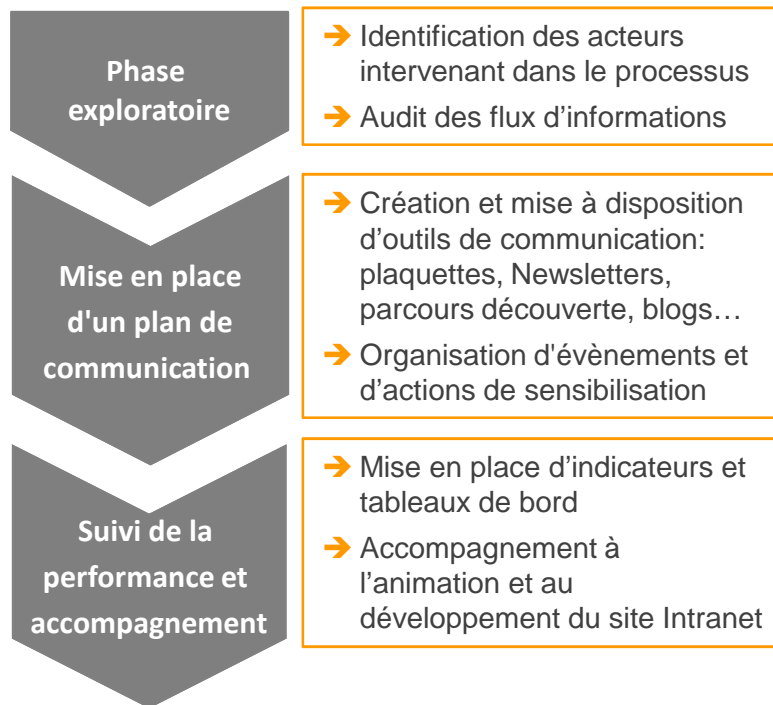 Phase
exploratoire
➔ Identification des acteurs
intervenant dans le processus
➔ Audit des flux d’informations
Mise en place
d'un plan de
communication
➔ Création et mise à disposition
d’outils de communication:
plaquettes, Newsletters,
parcours découverte, blogs…
➔ Organisation d'évènements et
d’actions de sensibilisation
Suivi de la
performance et
accompagnement
➔ Mise en place d’indicateurs et
tableaux de bord
➔ Accompagnement à
l’animation et au
développement du site Intranet